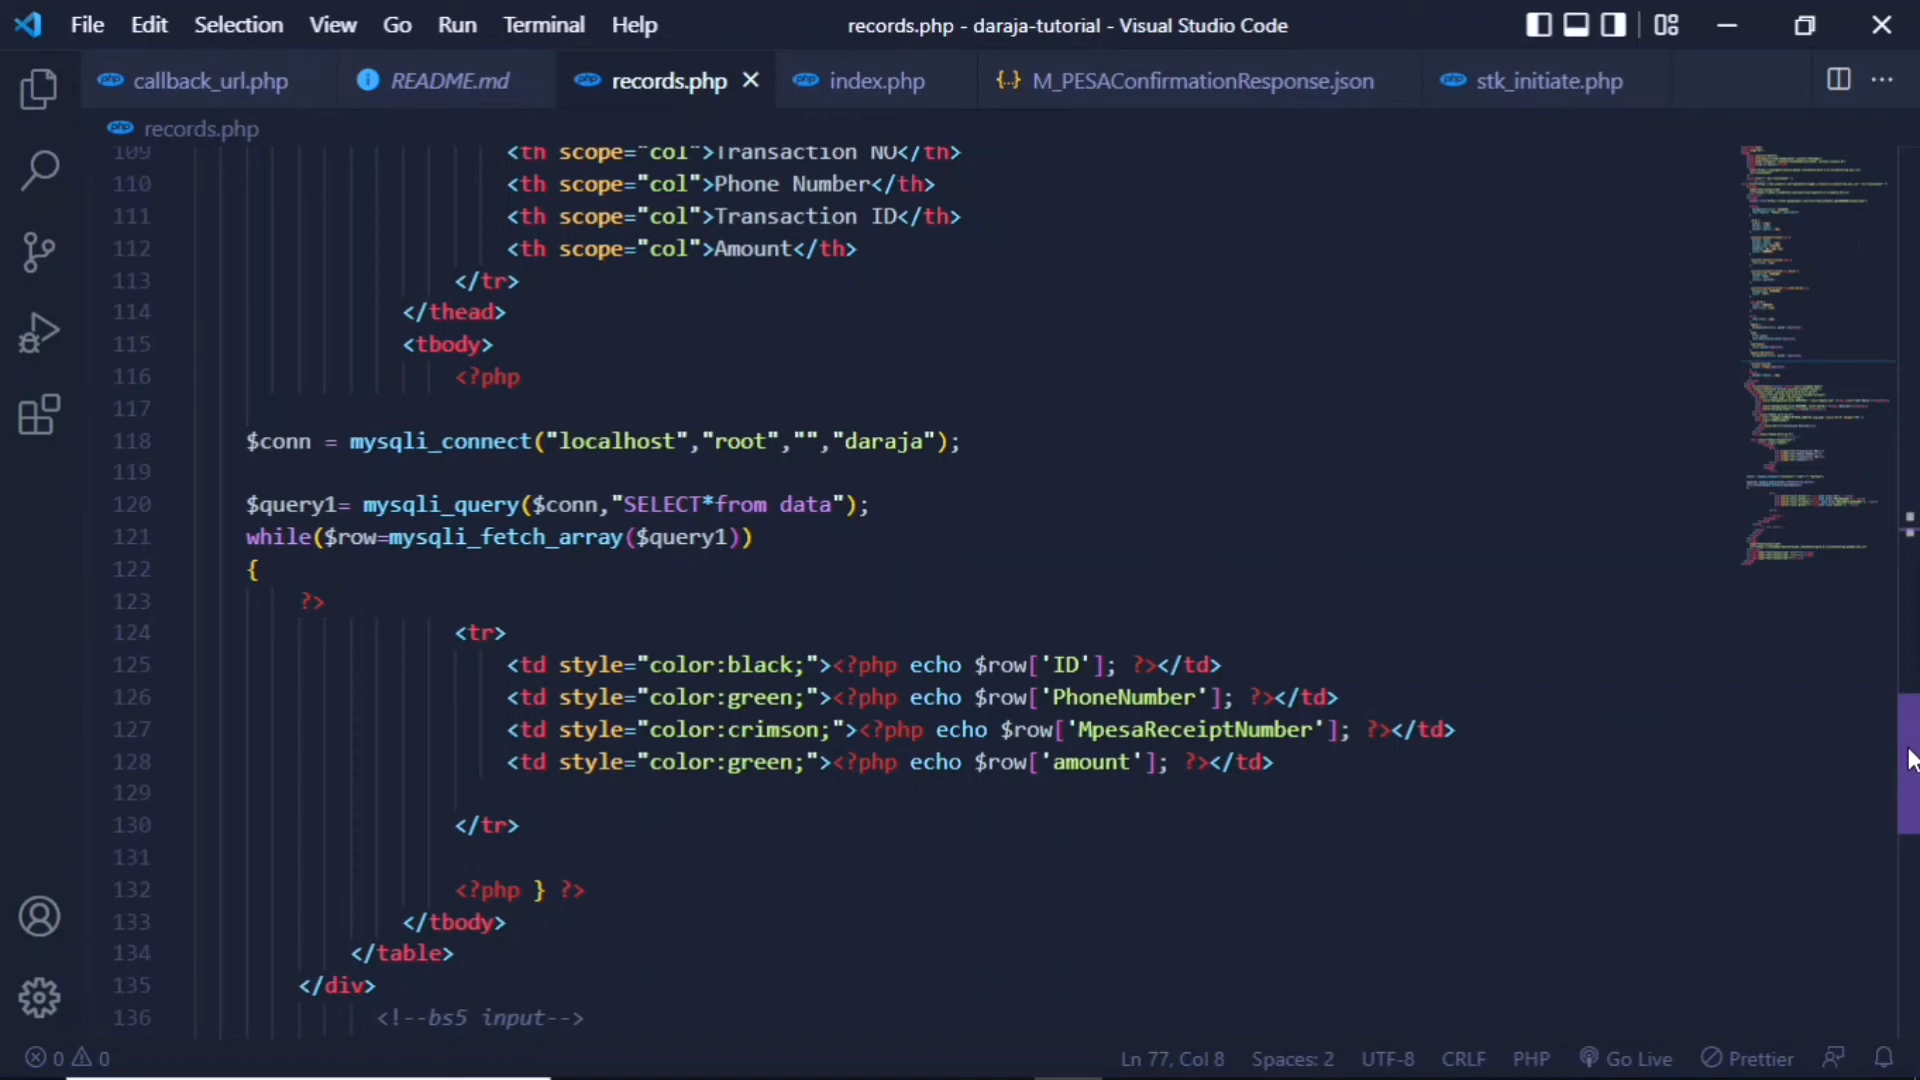 File Edit Selection View Go Run Terminal Help records.php - daraja-tutorial - Visual Studio Code
php callback_url.php README.md php records.php php index.php {} M_PESAConfirmationResponse.json php stk_initiate.php
php records.php
109 <th scope="col">Transaction NO</th>
110 <th scope="col">Phone Number</th>
111 <th scope="col">Transaction ID</th>
112 <th scope="col">Amount</th>
113 </tr>
114 </thead>
115 <tbody>
116 <?php
117
118 $conn = mysqli_connect("localhost","root","","daraja");
119
120 $query1= mysqli_query($conn,"SELECT*from data");
121 while($row=mysqli_fetch_array($query1))
122 {
123 ?>
124 <tr>
125 <td style="color:black;"><?php echo $row['ID']; ?></td>
126 <td style="color:green;"><?php echo $row['PhoneNumber']; ?></td>
127 <td style="color:crimson;"><?php echo $row['MpesaReceiptNumber']; ?></td>
128 <td style="color:green;"><?php echo $row['amount']; ?></td>
129
130 </tr>
131
132 <?php } ?>
133 </tbody>
134 </table>
135 </div>
136 <!--bs5 input-->
0 0 Ln 77, Col 8 Spaces: 2 UTF-8 CRLF PHP Go Live Prettier